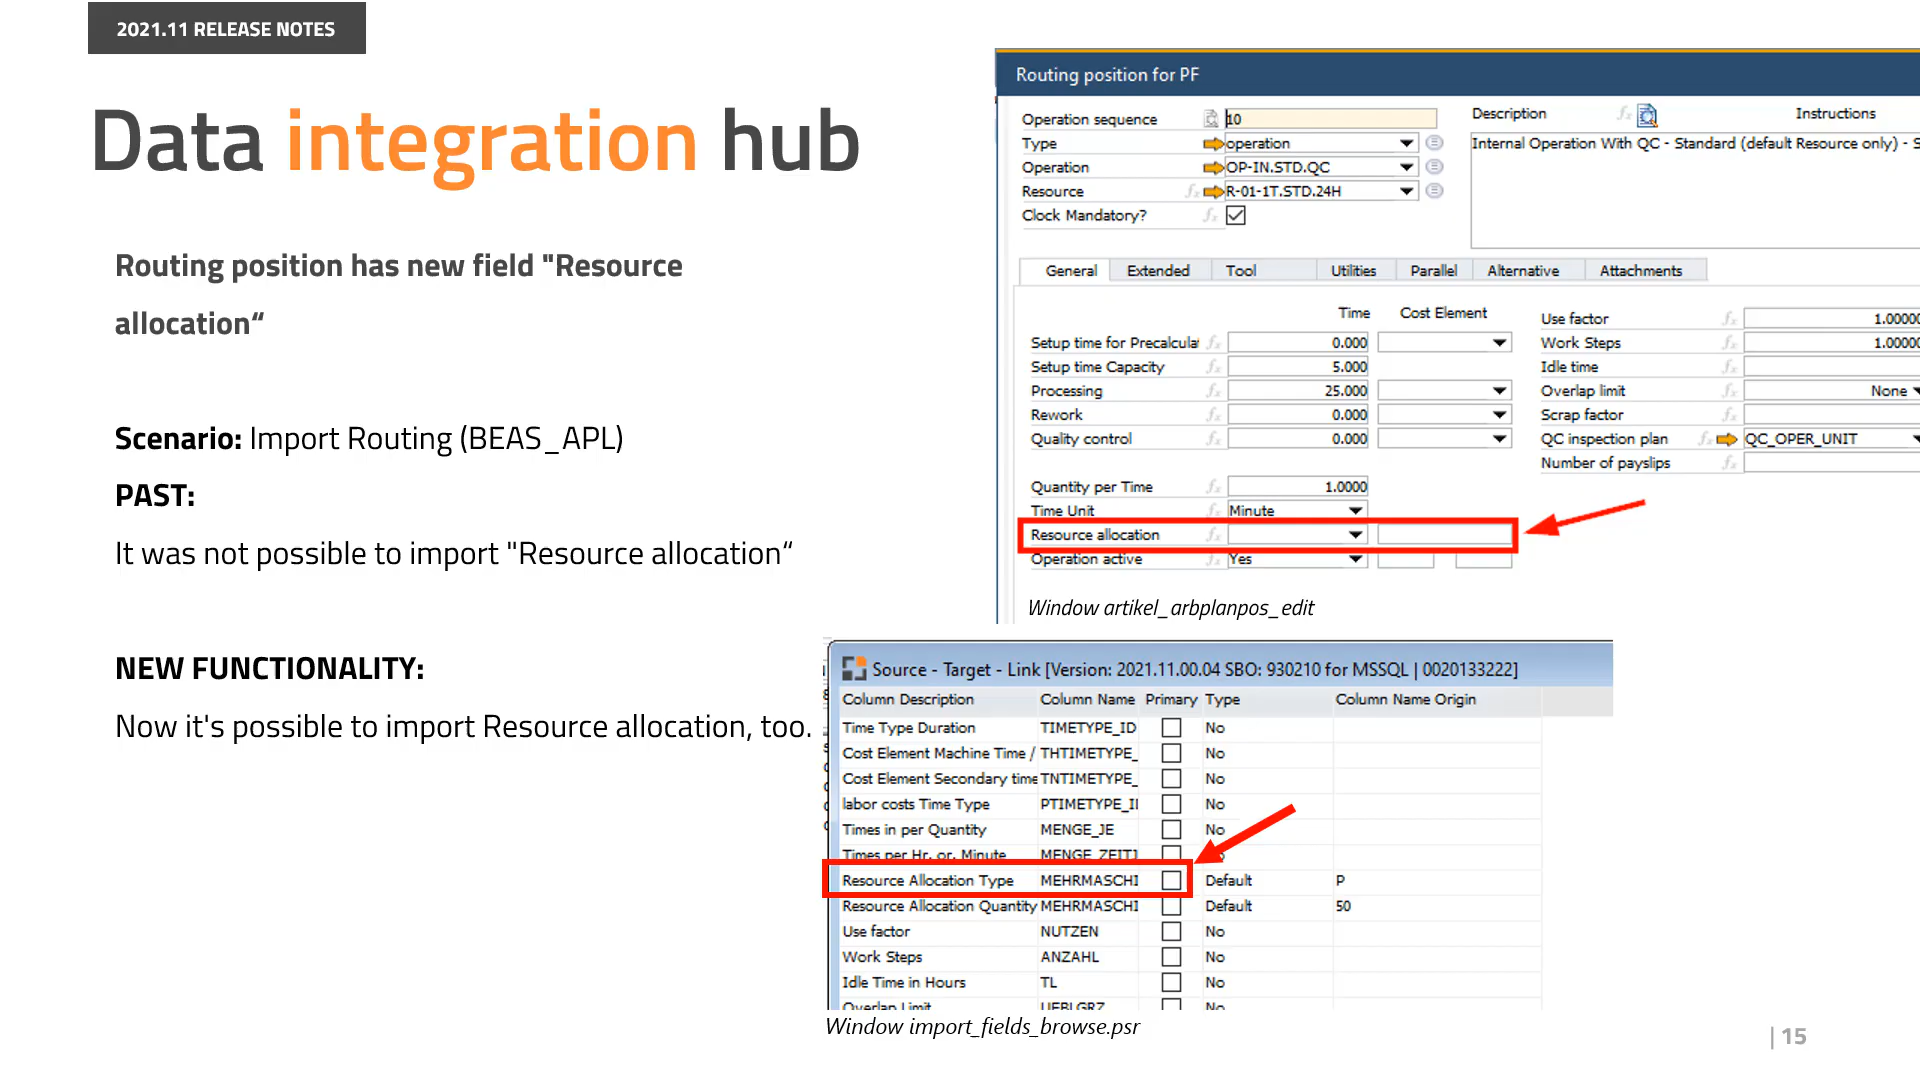 2021.11 RELEASE NOTES
Data integration hub
Routing position has new field "Resource
allocation“
Scenario: Import Routing (BEAS_APL)
PAST:
It was not possible to import "Resource allocation“
NEW FUNCTIONALITY:
Now it's possible to import Resource allocation, too.
Routing position for PF
Operation sequence 10
Type operation
Operation OP-IN.STD.QC
Resource R-01-1T.STD.24H
Clock Mandatory?
Description Instructions
Internal Operation With QC - Standard (default Resource only) - S
General Extended Tool Utilities Parallel Alternative Attachments
Time Cost Element
Setup time for Precalculat 0.000
Setup time Capacity 5.000
Processing 25.000
Rework 0.000
Quality control 0.000
Quantity per Time 1.0000
Time Unit Minute
Resource allocation
Operation active Yes
Use factor 1.0000
Work Steps 1.0000
Idle time
Overlap limit None
Scrap factor
QC inspection plan QC_OPER_UNIT
Number of payslips
Window artikel_arbplanpos_edit
Source - Target - Link [Version: 2021.11.00.04 SBO: 930210 for MSSQL | 0020133222]
Column Description Column Name Primary Type Column Name Origin
Time Type Duration TIMETYPE_ID No
Cost Element Machine Time / THTIMETYPE_ No
Cost Element Secondary time TNTIMETYPE_ No
labor costs Time Type PTIMETYPE_I No
Times in per Quantity MENGE_JE No
Times per Hr. or. Minute MENGE_ZEITI
Resource Allocation Type MEHRMASCHI Default P
Resource Allocation Quantity MEHRMASCHI Default 50
Use factor NUTZEN No
Work Steps ANZAHL No
Idle Time in Hours TL No
Overlap Limit UEBLGRZ No
Window import_fields_browse.psr
| 15